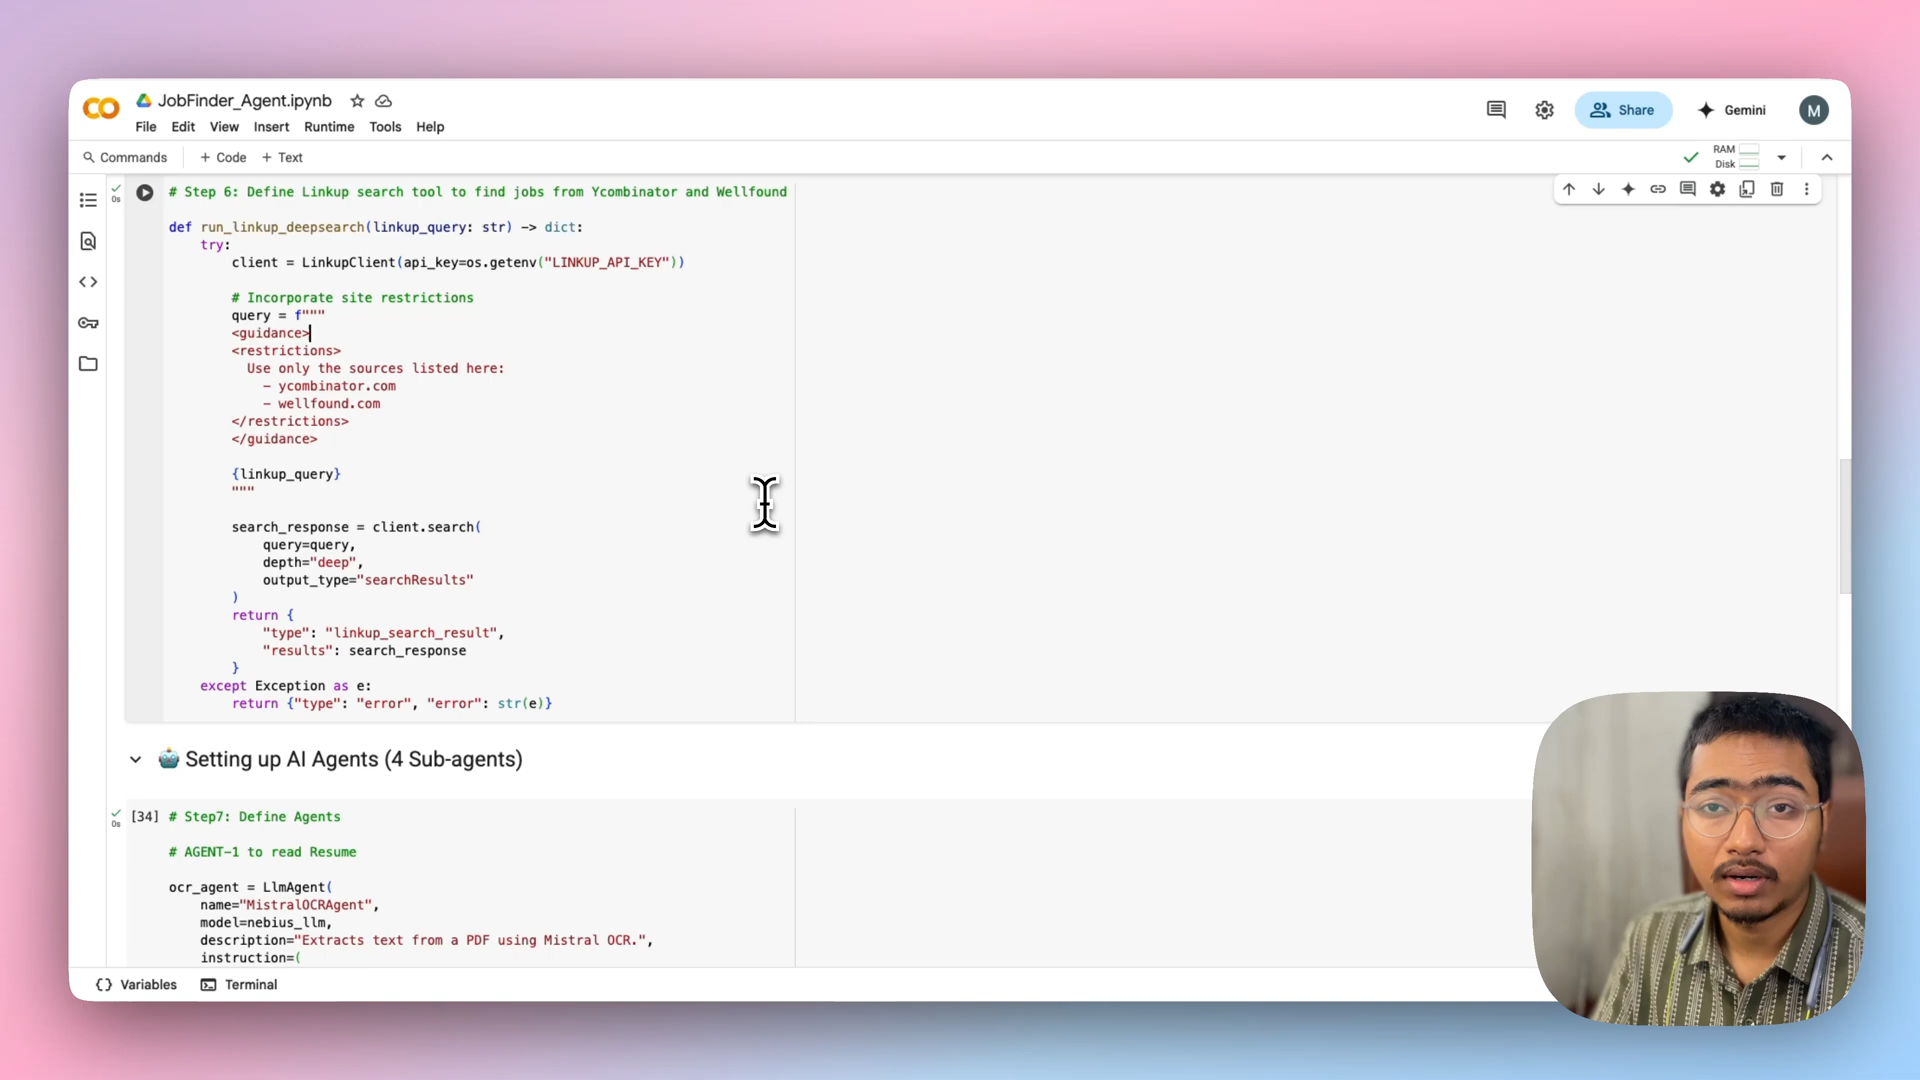 JobFinder_Agent.ipynb
File Edit View Insert Runtime Tools Help
Share
Gemini
M
Commands + Code + Text
RAM
Disk
0s
# Step 6: Define Linkup search tool to find jobs from Ycombinator and Wellfound
def run_linkup_deepsearch(linkup_query: str) -> dict:
try:
client = LinkupClient(api_key=os.getenv("LINKUP_API_KEY"))
# Incorporate site restrictions
query = f"""
<guidance>
<restrictions>
Use only the sources listed here:
- ycombinator.com
- wellfound.com
</restrictions>
</guidance>
{linkup_query}
"""
search_response = client.search(
query=query,
depth="deep",
output_type="searchResults"
)
return {
"type": "linkup_search_result",
"results": search_response
}
except Exception as e:
return {"type": "error", "error": str(e)}
Setting up AI Agents (4 Sub-agents)
0s
[34] # Step7: Define Agents
# AGENT-1 to read Resume
ocr_agent = LlmAgent(
name="MistralOCRAgent",
model=nebius_llm,
description="Extracts text from a PDF using Mistral OCR.",
instruction=(
{} Variables Terminal